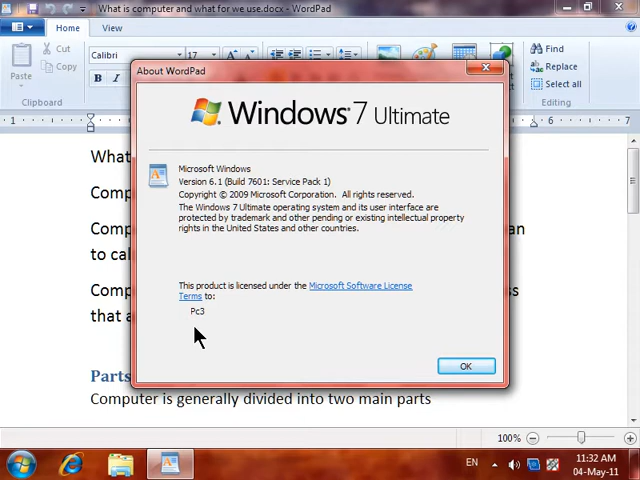 What is computer and what for we use.docx - WordPad
Home
View
Cut
Copy
Paste
Clipboard
Calibri
17
B
I
Find
Replace
Select all
Editing
About WordPad
Windows 7 Ultimate
Microsoft Windows
Version 6.1 (Build 7601: Service Pack 1)
Copyright © 2009 Microsoft Corporation. All rights reserved.
The Windows 7 Ultimate operating system and its user interface are
protected by trademark and other pending or existing intellectual property
rights in the United States and other countries.
This product is licensed under the Microsoft Software License
Terms to:
Pc3
OK
1
7
What
to cal
that a
Parts
Computer is generally divided into two main parts
100%
EN
11:32 AM
04-May-11